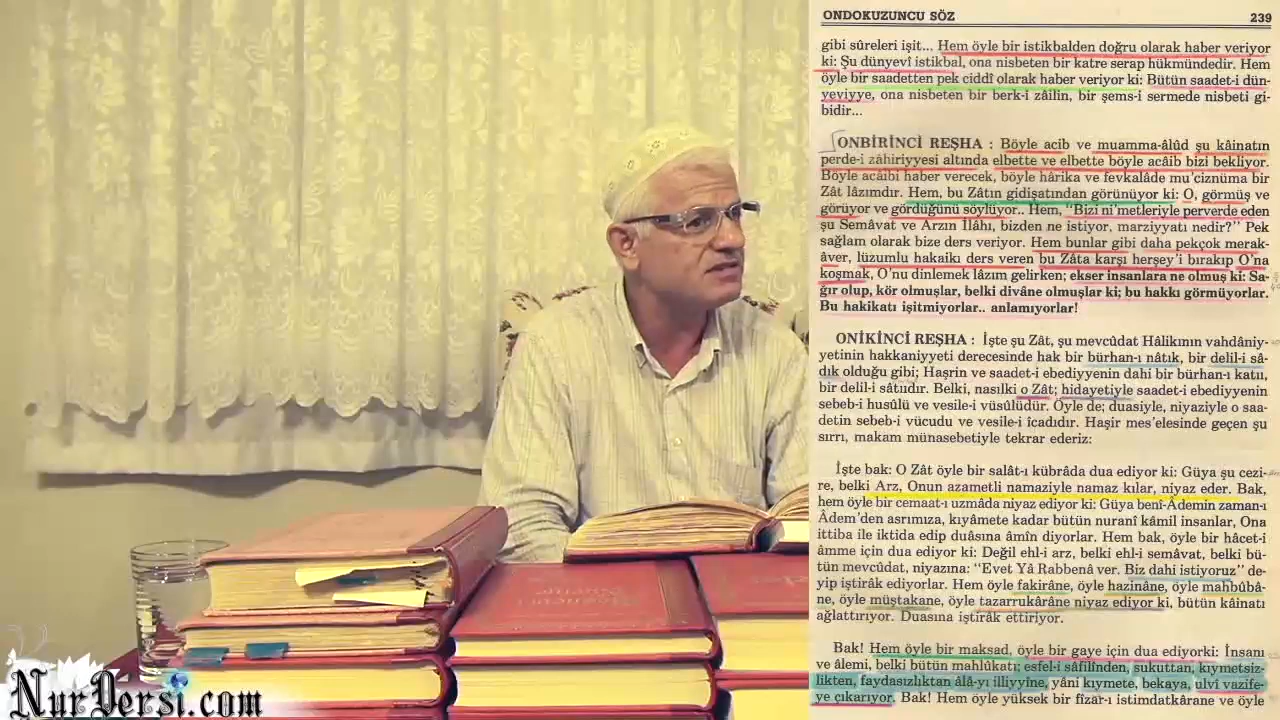 ONDOKUZUNCU SÖZ 239
gibi sûreleri işit... Hem öyle bir istikbalden doğru olarak haber veriyor
ki: Şu dünyevî istikbal, ona nisbeten bir katre serap hükmündedir. Hem
öyle bir saadetten pek ciddî olarak haber veriyor ki: Bütün saadet-i dün-
yeviyye, ona nisbeten bir berk-i zâilin, bir şems-i sermede nisbeti gi-
bidir...
ONBİRİNCİ REŞHA : Böyle acib ve muamma-âlûd şu kâinatın
perde-i zâhiriyyesi altında elbette ve elbette böyle acâib bizi bekliyor.
Böyle acâibi haber verecek, böyle hârika ve fevkalâde mu'ciznüma bir
Zât lâzımdır. Hem, bu Zâtın gidişatından görünüyor ki: O, görmüş ve
görüyor ve gördüğünü söylüyor.. Hem, "Bizi ni'metleriyle perverde eden
şu Semâvat ve Arzın İlâhı, bizden ne istiyor, marziyyatı nedir?" Pek
sağlam olarak bize ders veriyor. Hem bunlar gibi daha pekçok merak-
âver, lüzumlu hakaikı ders veren bu Zâta karşı herşey'i bırakıp O'na
koşmak, O'nu dinlemek lâzım gelirken; ekser insanlara ne olmuş ki: Sa-
ğır olup, kör olmuşlar, belki divâne olmuşlar ki; bu hakkı görmüyorlar.
Bu hakikatı işitmiyorlar.. anlamıyorlar!
ONİKİNCİ REŞHA : İşte şu Zât, şu mevcûdat Hâlikının vahdâniy-
yetinin hakkaniyyeti derecesinde hak bir bürhan-ı nâtık, bir delil-i sâ-
dık olduğu gibi; Haşrin ve saadet-i ebediyyenin dahi bir bürhan-ı katıı,
bir delil-i sâtııdır. Belki, nasılki o Zât; hidayetiyle saadet-i ebediyyenin
sebeb-i husûlü ve vesile-i vüsûlüdür. Öyle de; duasiyle, niyaziyle o saa-
detin sebeb-i vücudu ve vesile-i îcadıdır. Haşir mes'elesinde geçen şu
sırrı, makam münasebetiyle tekrar ederiz:
İşte bak: O Zât öyle bir salât-ı kübrâda dua ediyor ki: Güya şu cezi-
re, belki Arz, Onun azametli namaziyle namaz kılar, niyaz eder. Bak,
hem öyle bir cemaat-ı uzmâda niyaz ediyor ki: Güya benî-Âdemin zaman-ı
Âdem'den asrımıza, kıyâmete kadar bütün nuranî kâmil insanlar, Ona
ittiba ile iktida edip duâsına âmîn diyorlar. Hem bak, öyle bir hâcet-i
âmme için dua ediyor ki: Değil ehl-i arz, belki ehl-i semâvat, belki bü-
tün mevcûdat, niyazına: "Evet Yâ Rabbenâ ver. Biz dahi istiyoruz" de-
yip iştirâk ediyorlar. Hem öyle fakirâne, öyle hazinâne, öyle mahbûbâ-
ne, öyle müştakane, öyle tazarrukârâne niyaz ediyor ki, bütün kâinatı
ağlattırıyor. Duasına iştirâk ettiriyor.
Bak! Hem öyle bir maksad, öyle bir gaye için dua ediyorki: İnsanı
ve âlemi, belki bütün mahlûkatı; esfel-i sâfilînden, sukuttan, kıymetsiz-
likten, faydasızlıktan âlâ-yı illiyyîne, yâni kıymete, bekaya, ulvî vazife-
ye çıkarıyor. Bak! Hem öyle yüksek bir fîzar-ı istimdatkârane ve öyle
NurDersi.com